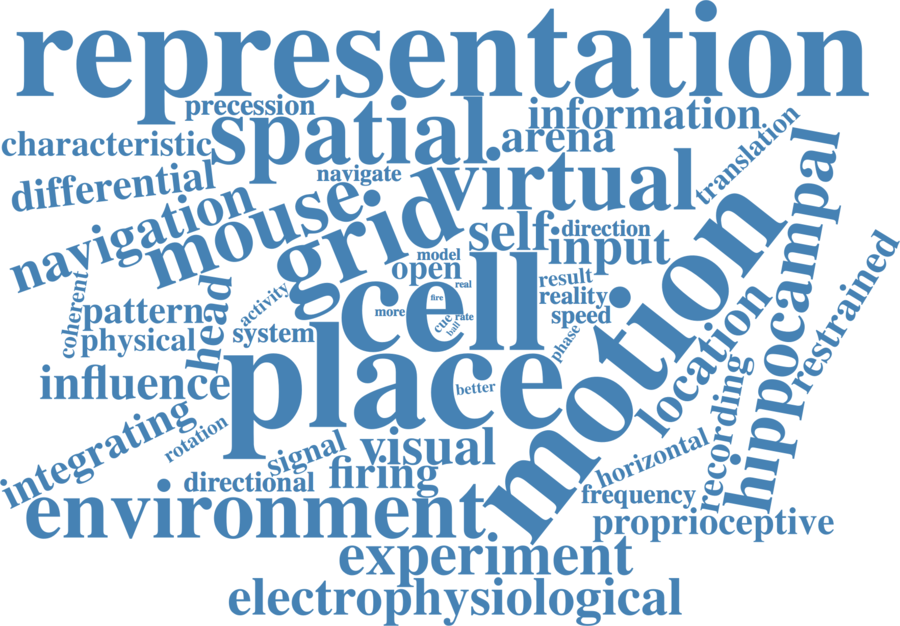 representation
precession
information
characteristic
spatial
arena
translation
navigate
differential
virtual
hippocampal
navigation
mouse
grid
self
direction
input
motion
model
open
real
result
restrained
coherent
activity
cell
reality
pattern
head
more
fire
cue
rate
ball
speed
physical
system
phase
location
place
influence
better
recording
integrating
rotation
signal
visual
horizontal
directional
firing
frequency
environment
proprioceptive
experiment
electrophysiological